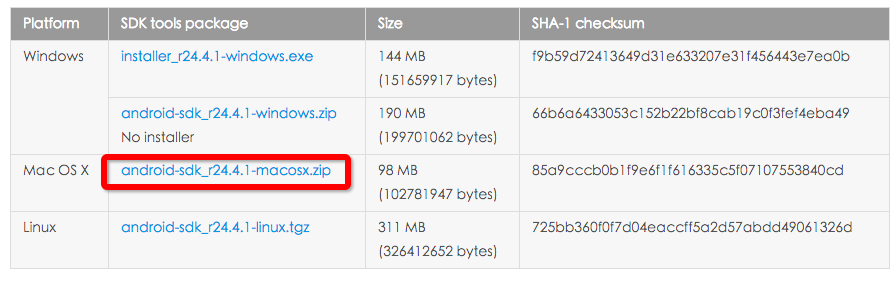 Platform SDK tools package Size SHA-1 checksum
Windows installer_r24.4.1-windows.exe 144 MB f9b59d72413649d31e633207e31f456443e7ea0b
(151659917 bytes)
android-sdk_r24.4.1-windows.zip 190 MB 66b6a6433053c152b22bf8cab19c0f3fef4eba49
No installer (199701062 bytes)
Mac OS X android-sdk_r24.4.1-macosx.zip 98 MB 85a9cccb0b1f9e6f1f616335c5f07107553840cd
(102781947 bytes)
Linux android-sdk_r24.4.1-linux.tgz 311 MB 725bb360f0f7d04eaccff5a2d57abdd49061326d
(326412652 bytes)